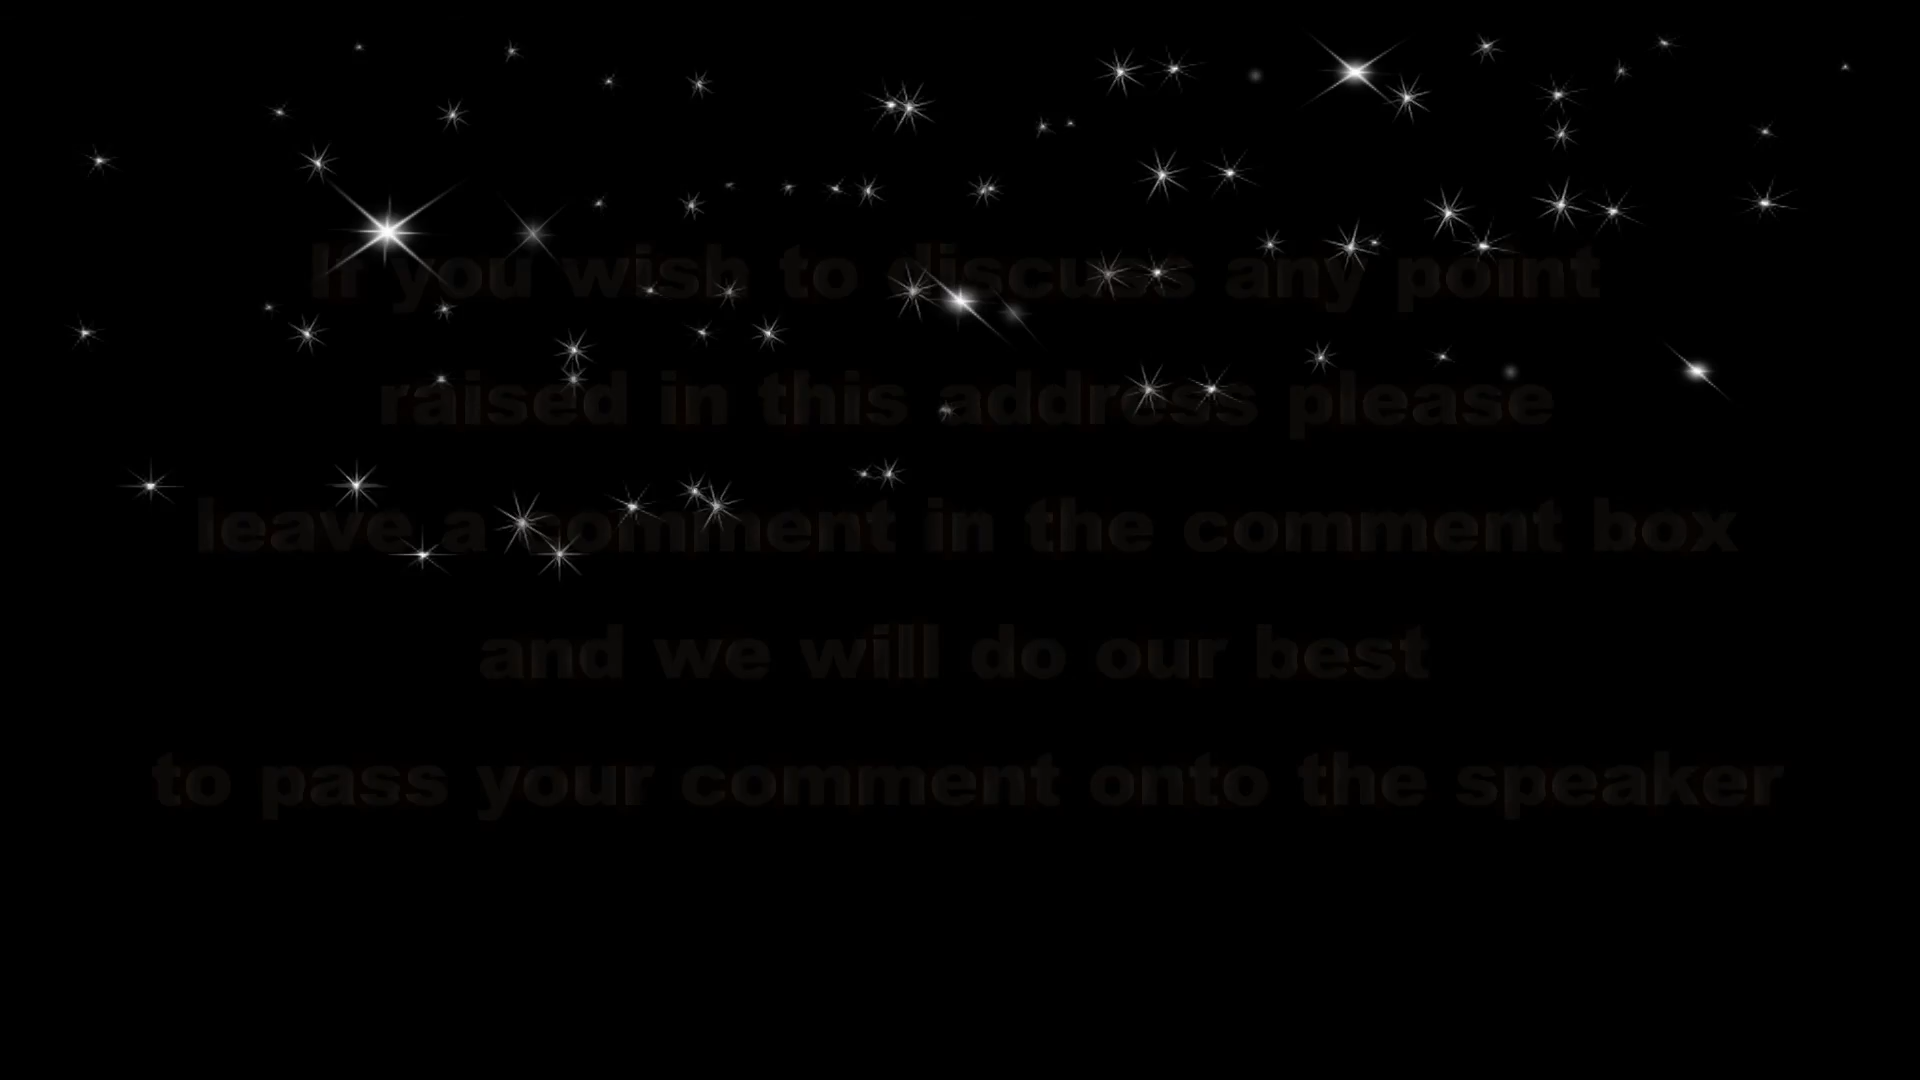 If you wish to discuss any point
raised in this address please
leave a comment in the comment box
and we will do our best
to pass your comment onto the speaker